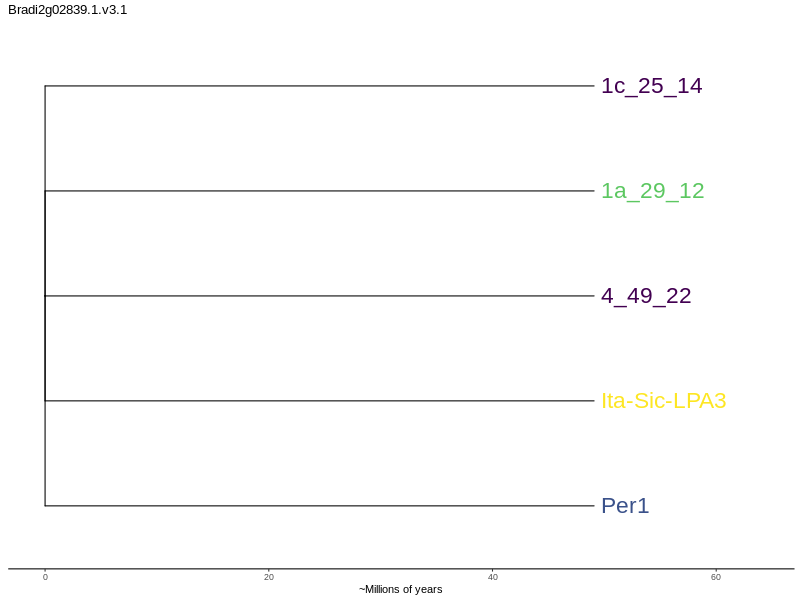 Bradi2g02839.1.v3.1
1c_25_14
1a_29_12
4_49_22
Ita-Sic-LPA3
Per1
0 20 40 60
~Millions of years